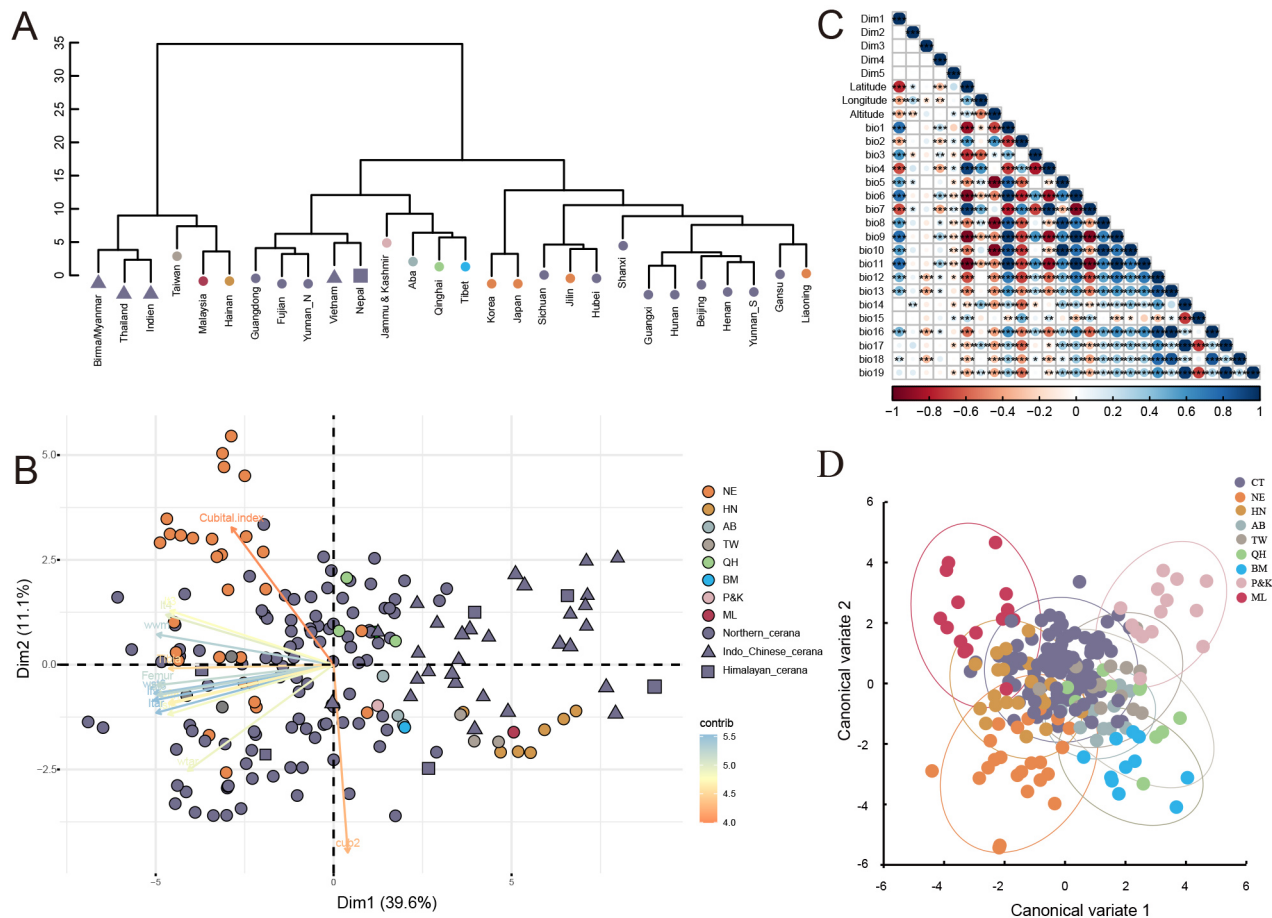 A
35
30
25
20
15
10
5
0
Birma/Myanmar
Thailand
Indien
Taiwan
Malaysia
Hainan
Guangdong
Fujian
Yunnan_N
Vietnam
Nepal
Jammu & Kashmir
Aba
Qinghai
Tibet
Korea
Japan
Sichuan
Jilin
Hubei
Shanxi
Guangxi
Hunan
Beijing
Henan
Yunnan_S
Gansu
Liaoning
C
Dim1
Dim2
Dim3
Dim4
Dim5
Latitude
Longitude
Altitude
bio1
bio2
bio3
bio4
bio5
bio6
bio7
bio8
bio9
bio10
bio11
bio12
bio13
bio14
bio15
bio16
bio17
bio18
bio19
−1 −0.8 −0.6 −0.4 −0.2 0 0.2 0.4 0.6 0.8 1
B
Dim2 (11.1%)
5.0
2.5
0.0
−2.5
Cubital.index
Femur
cub2
−5 0 5
Dim1 (39.6%)
NE
HN
AB
TW
QH
BM
P&K
ML
Northern_cerana
Indo_Chinese_cerana
Himalayan_cerana
contrib
5.5
5.0
4.5
4.0
D
Canonical variate 2
6
4
2
0
-2
-4
-6
-6 -4 -2 0 2 4 6
Canonical variate 1
CT
NE
HN
AB
TW
QH
BM
P&K
ML